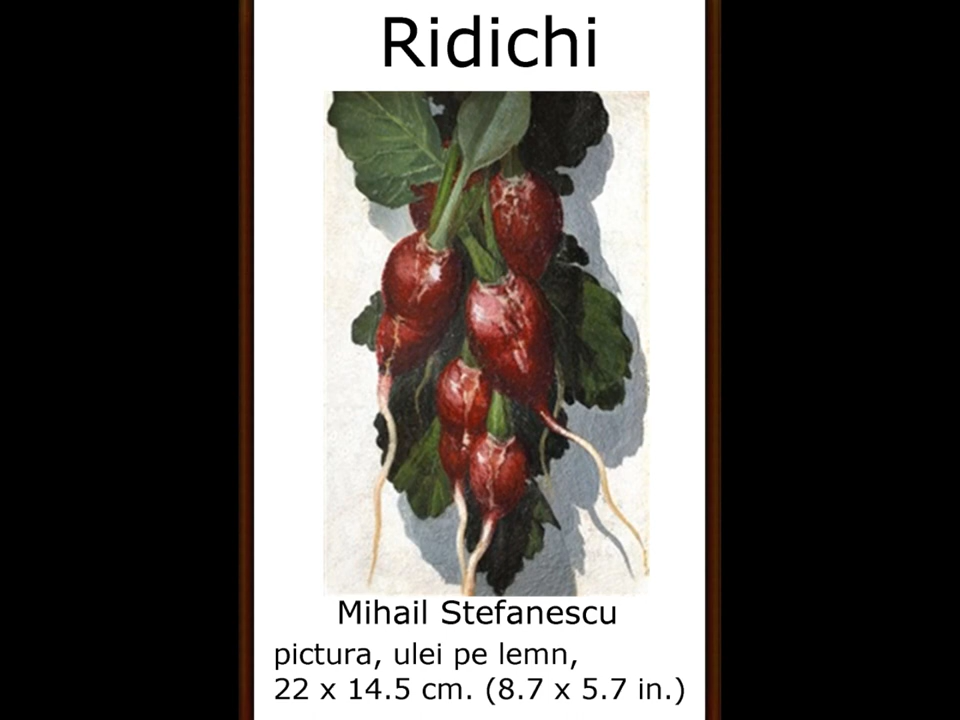 Ridichi
Mihail Stefanescu
pictura, ulei pe lemn,
22 x 14.5 cm. (8.7 x 5.7 in.)